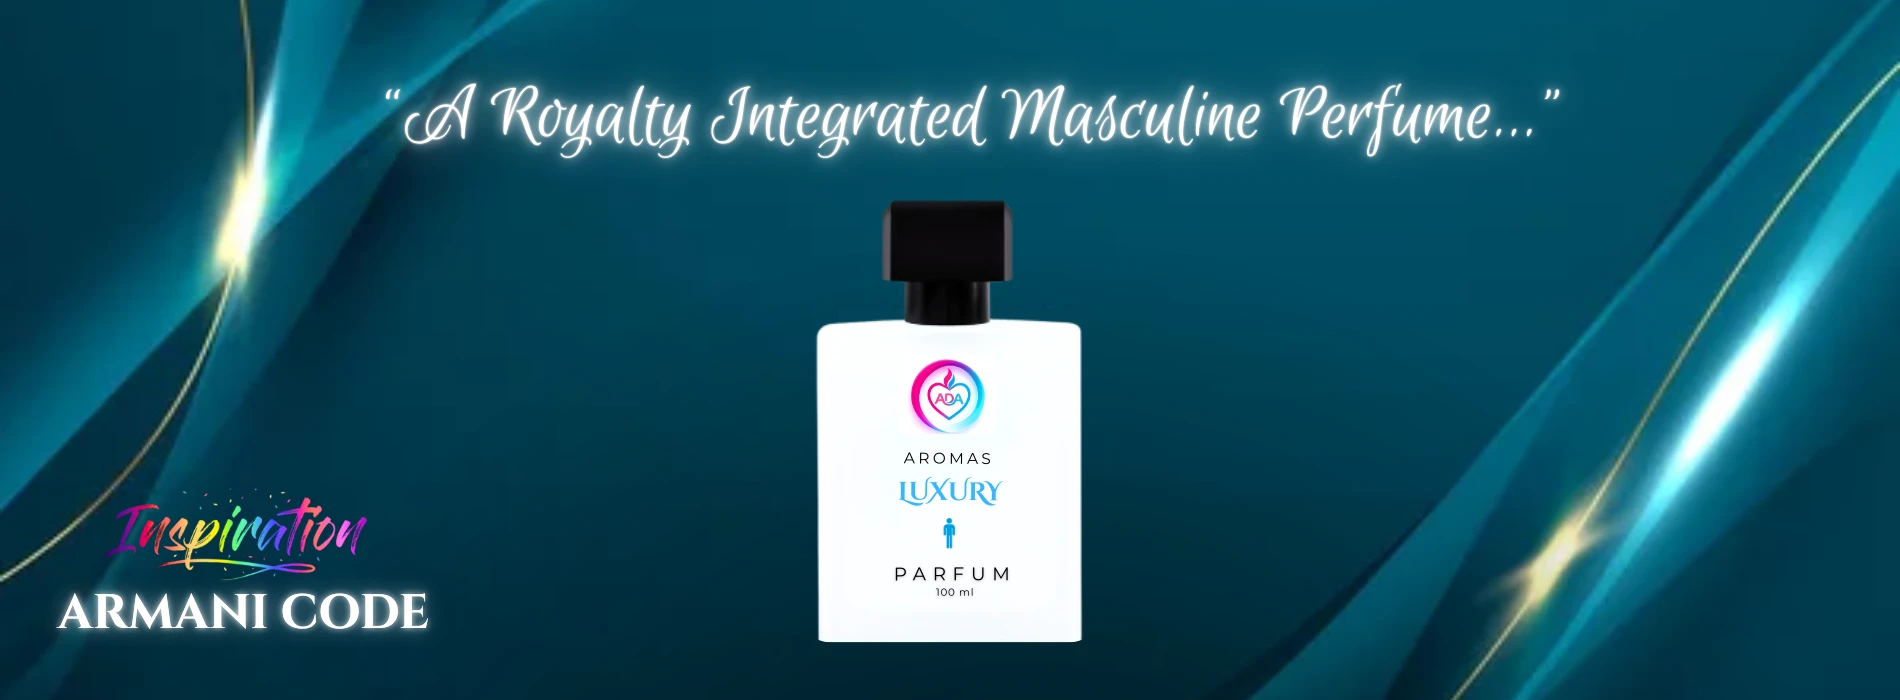 “A Royalty Integrated Masculine Perfume...”
ADA
AROMAS
LUXURY
PARFUM
100 ml
Inspiration
ARMANI CODE